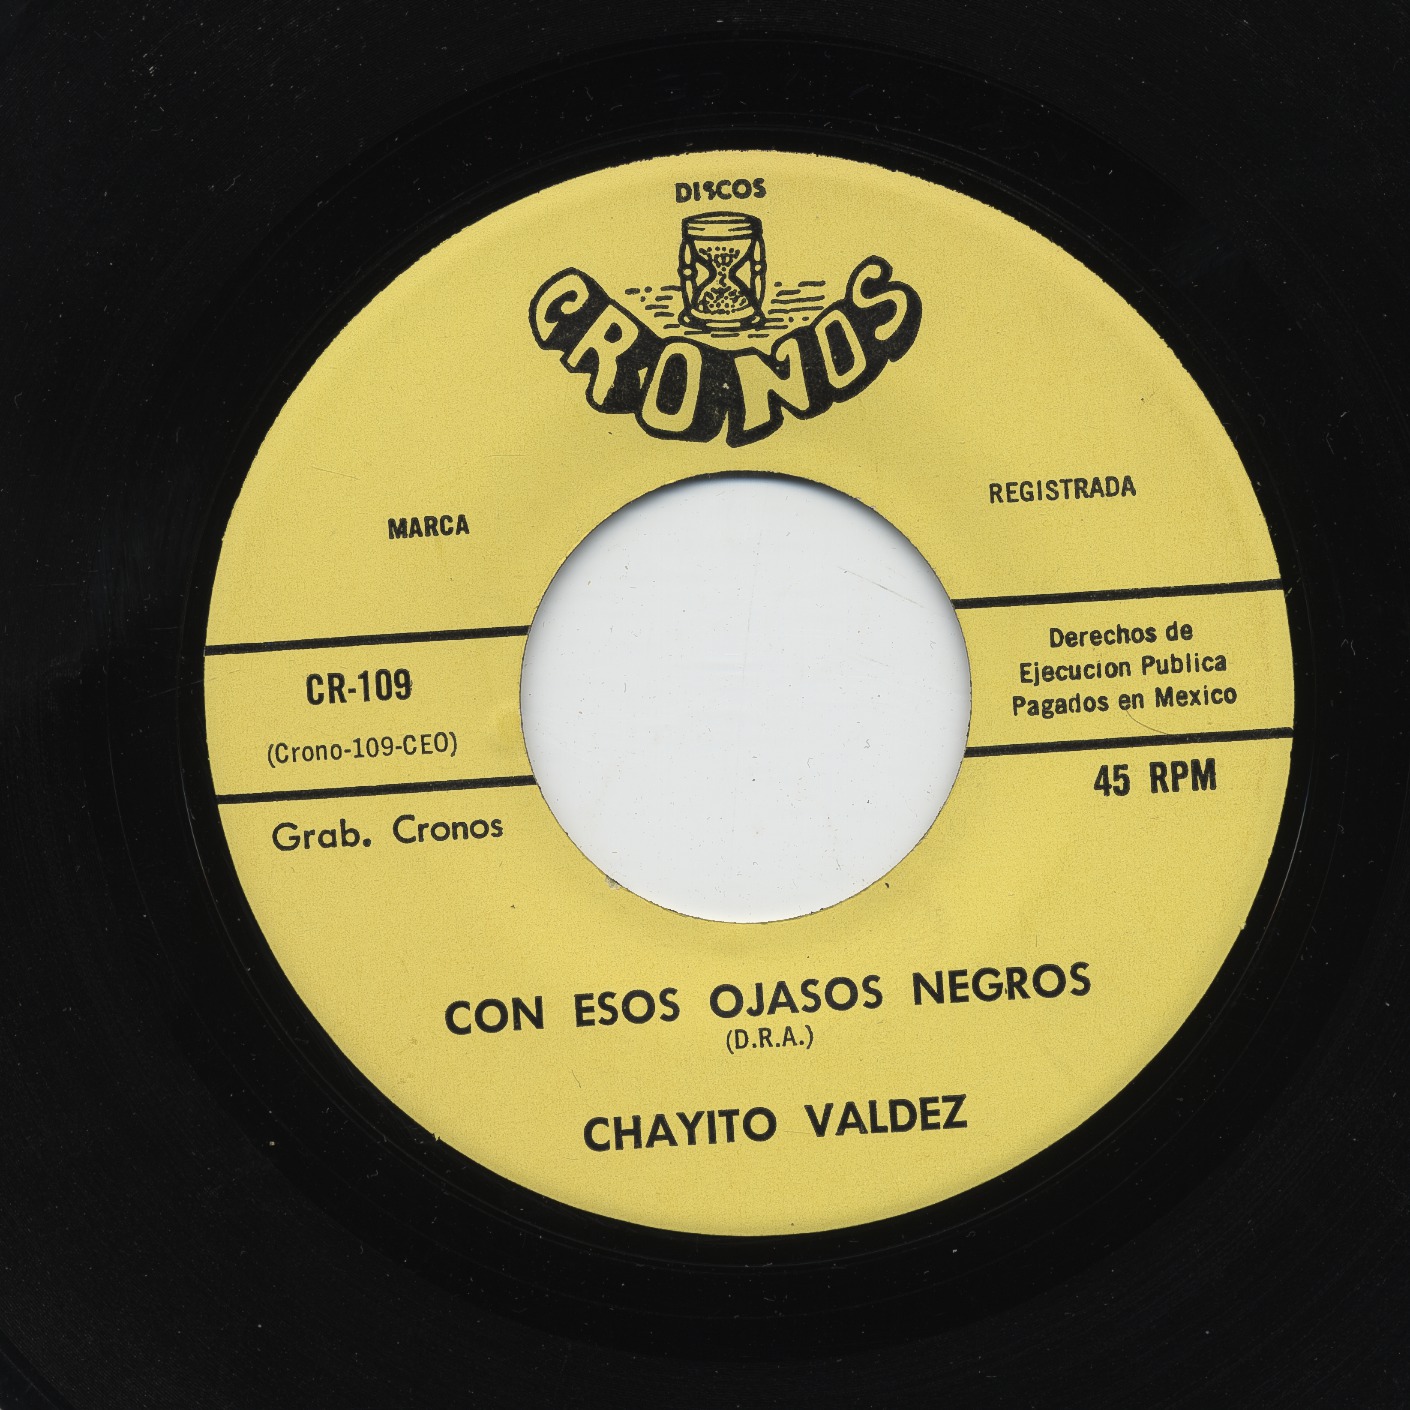 DISCOS
CRONOS
MARCA
REGISTRADA
CR-109
(Crono-109-CEO)
Grab. Cronos
Derechos de
Ejecucion Publica
Pagados en Mexico
45 RPM
CON ESOS OJASOS NEGROS
(D.R.A.)
CHAYITO VALDEZ